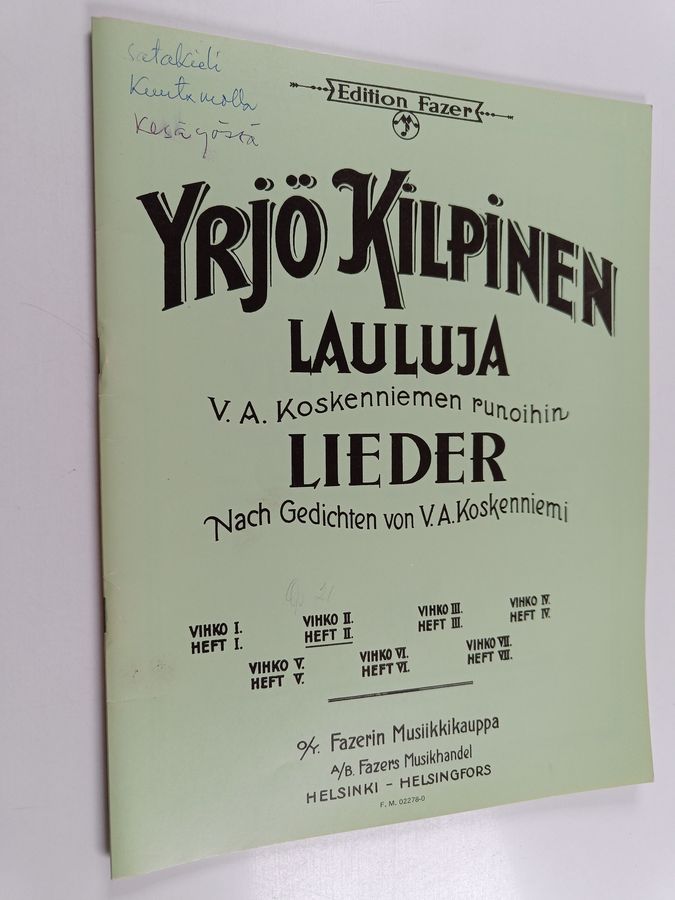 satakieli
Kuutamolla
Kesäyöstä
Edition Fazer
YRJÖ KILPINEN
LAULUJA
V. A. Koskenniemen runoihin
LIEDER
Nach Gedichten von V. A. Koskenniemi
Op 21
VIHKO I.
HEFT I.
VIHKO II.
HEFT II.
VIHKO III.
HEFT III.
VIHKO IV.
HEFT IV.
VIHKO V.
HEFT V.
VIHKO VI.
HEFT VI.
VIHKO VII.
HEFT VII.
O/Y. Fazerin Musiikkikauppa
A/B. Fazers Musikhandel
HELSINKI - HELSINGFORS
F. M. 02278-0